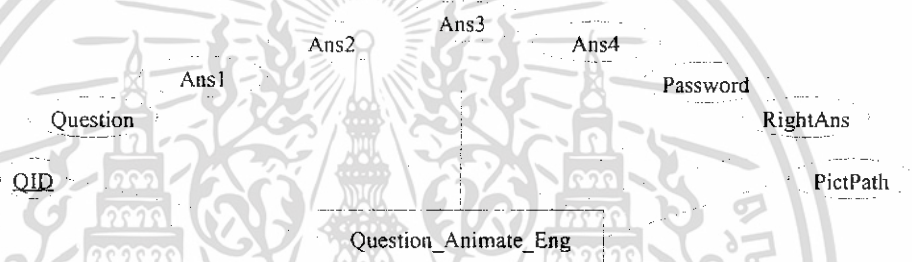 Ans3
Ans2
Ans4
Ans1
Password
Question
RightAns
QID
PictPath
Question_Animate_Eng